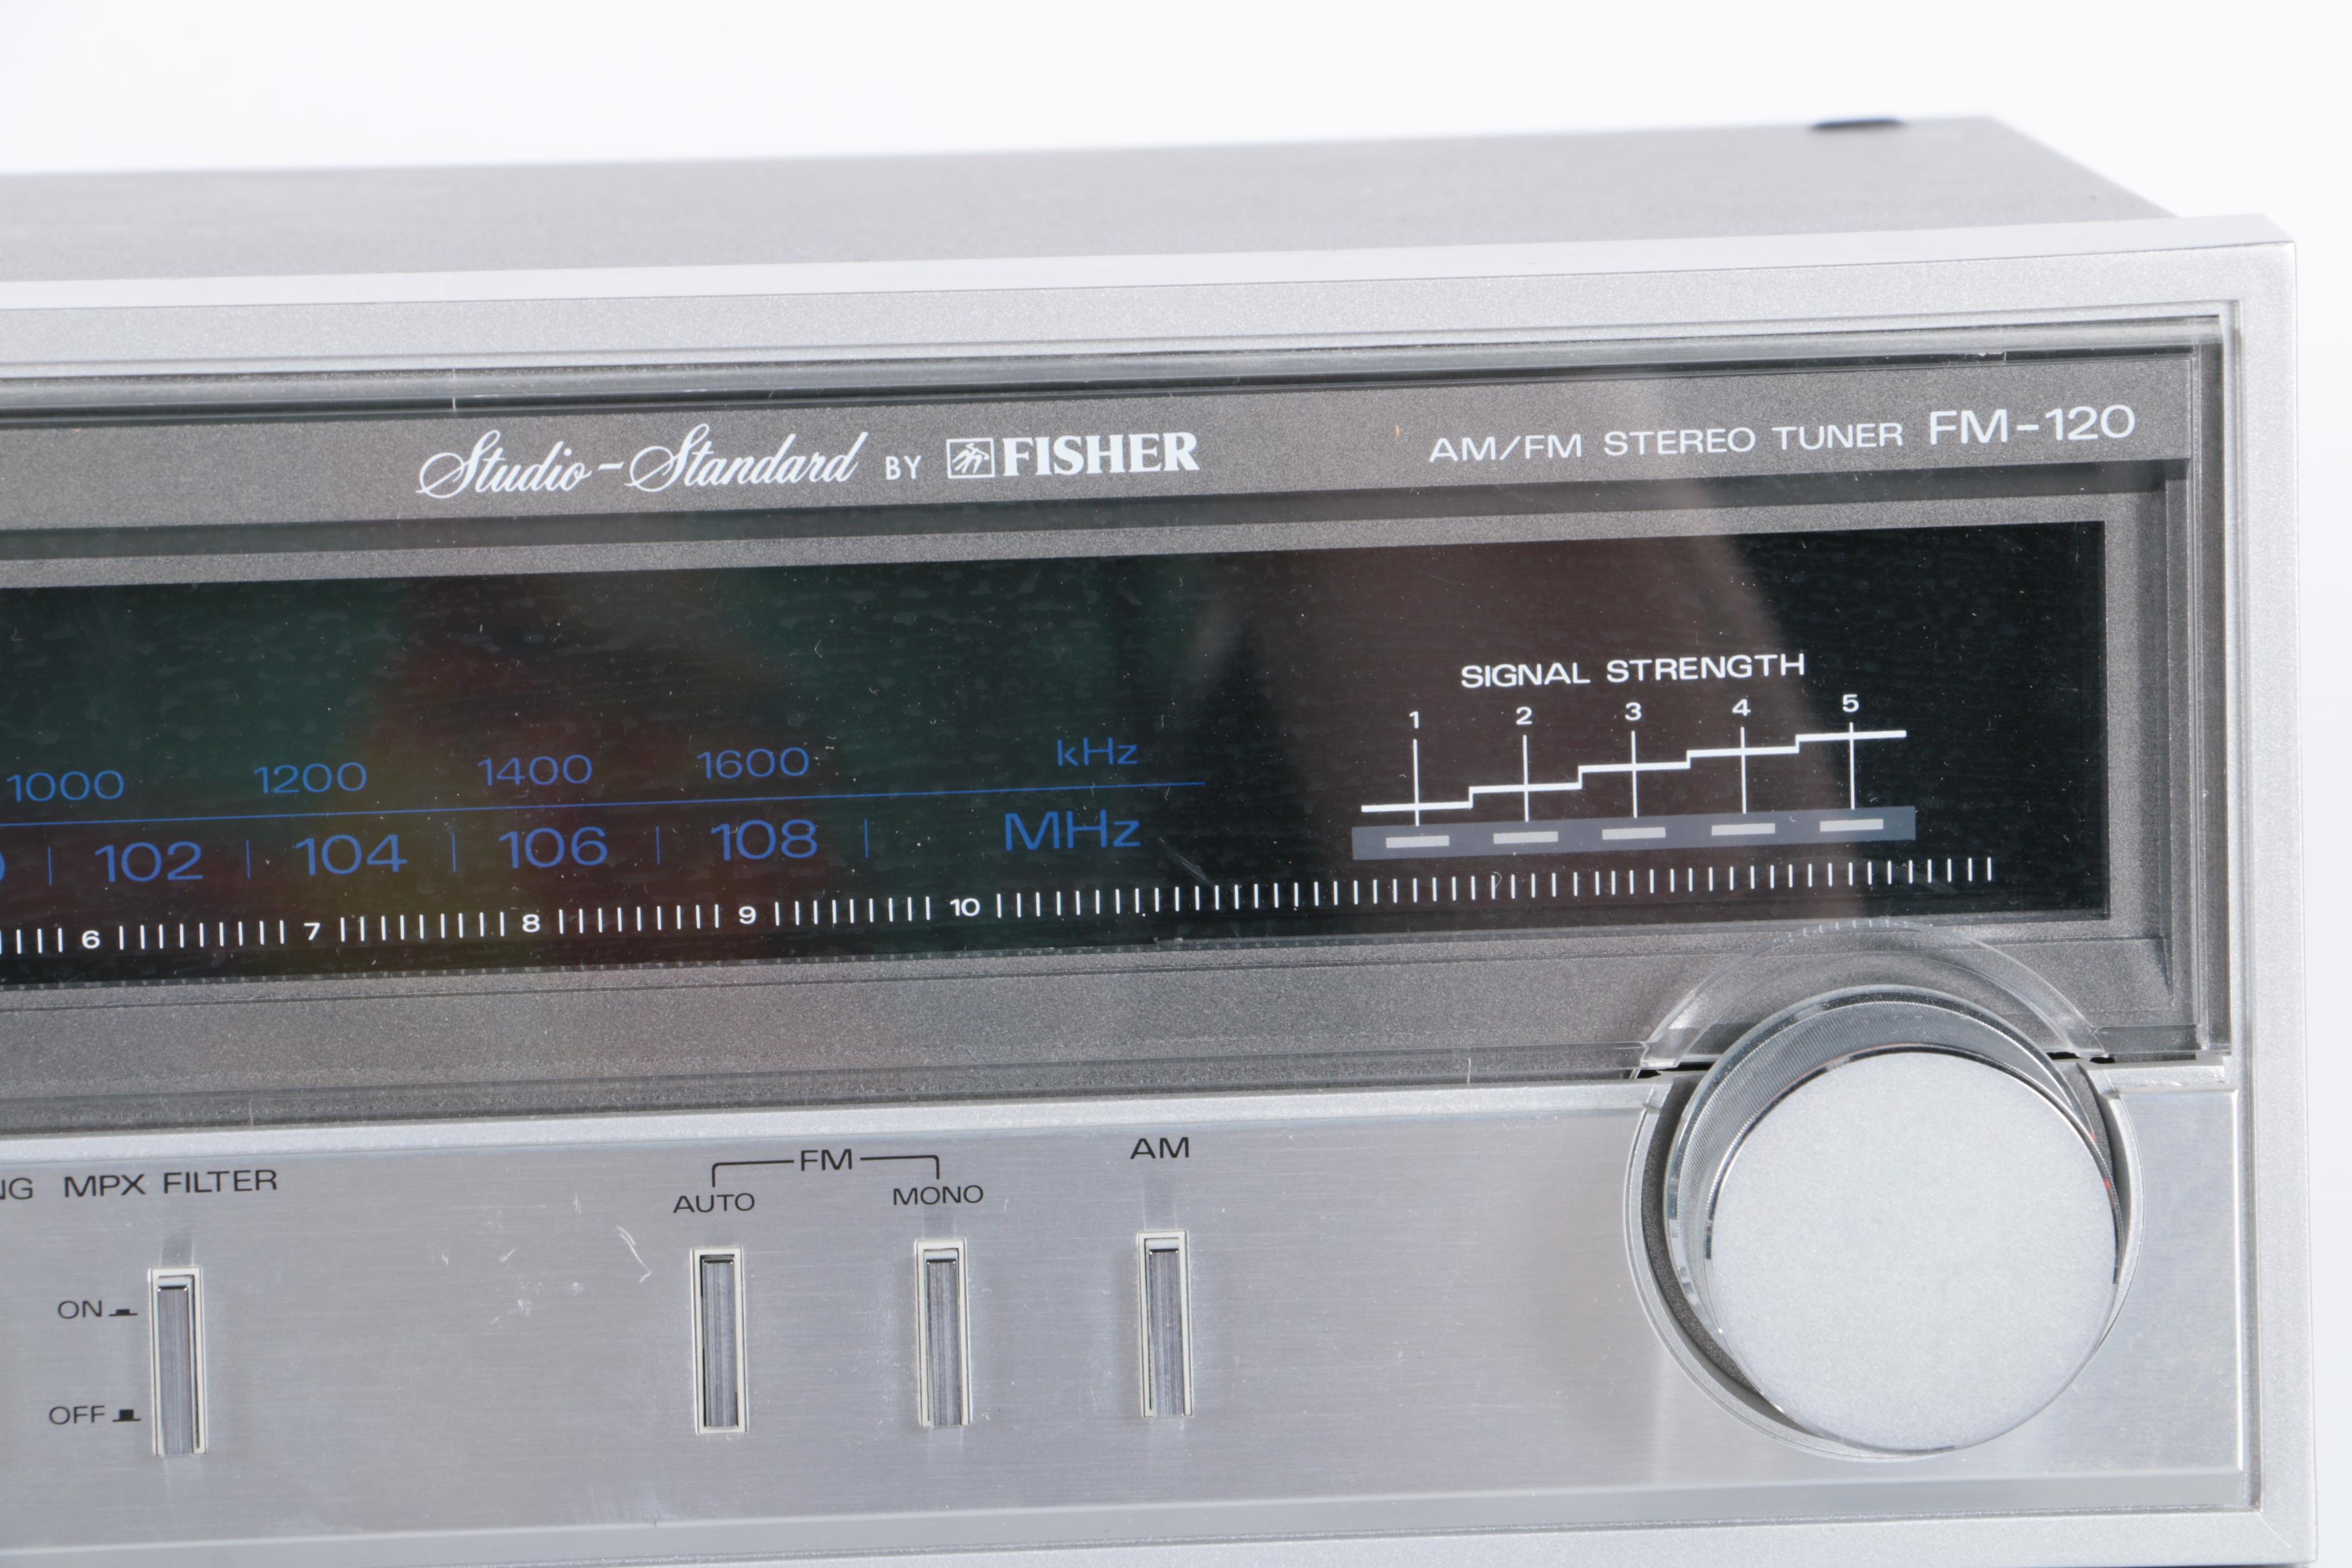 Studio-Standard BY FISHER
AM/FM STEREO TUNER FM-120
SIGNAL STRENGTH
1 2 3 4 5
1000 1200 1400 1600 kHz
102 104 106 108 MHz
6 7 8 9 10
MPX FILTER
ON
OFF
FM
AUTO MONO
AM